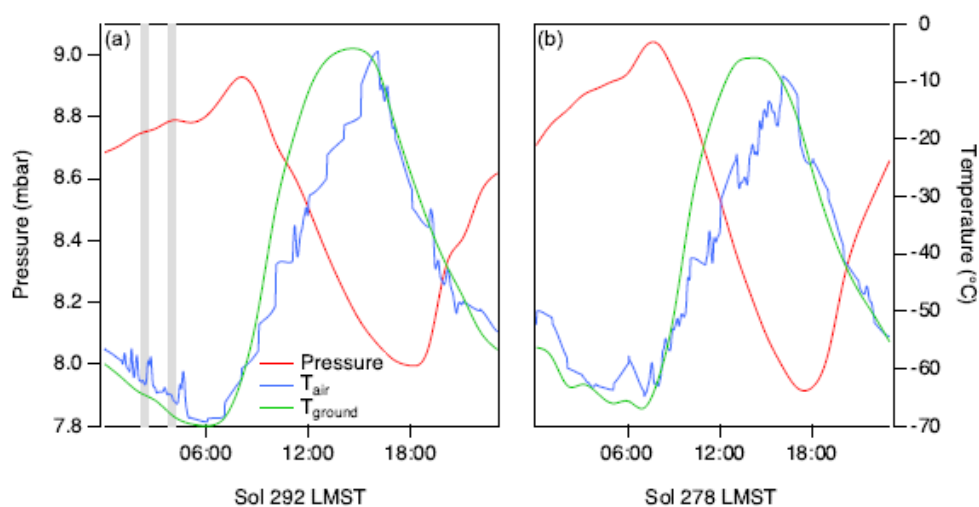 (a)
(b)
Pressure (mbar)
9.0
8.8
8.6
8.4
8.2
8.0
7.8
Pressure
T_air
T_ground
06:00 12:00 18:00
06:00 12:00 18:00
Sol 292 LMST
Sol 278 LMST
0
-10
-20
-30
-40
-50
-60
-70
Temperature (°C)